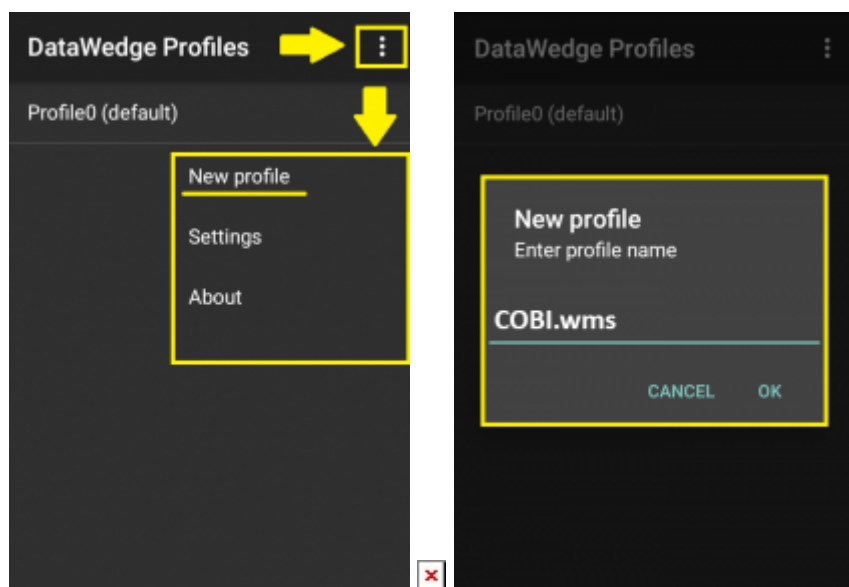 DataWedge Profiles
Profile0 (default)
New profile
Settings
About
DataWedge Profiles
Profile0 (default)
New profile
Enter profile name
COBI.wms
CANCEL OK